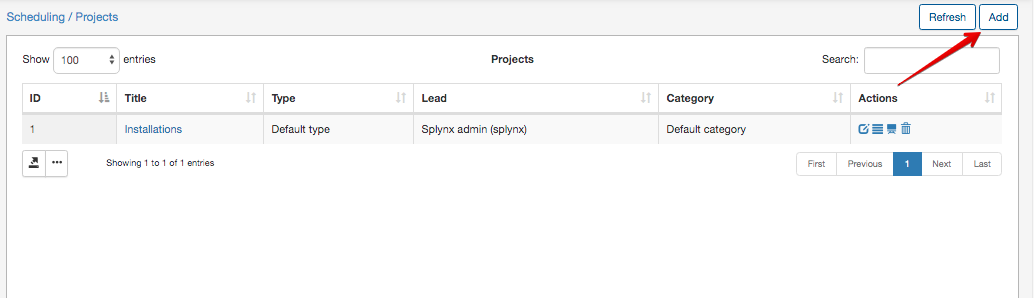 Scheduling / Projects Refresh Add
Show 100 entries Projects Search:
ID Title Type Lead Category Actions
1 Installations Default type Splynx admin (splynx) Default category
... Showing 1 to 1 of 1 entries First Previous 1 Next Last